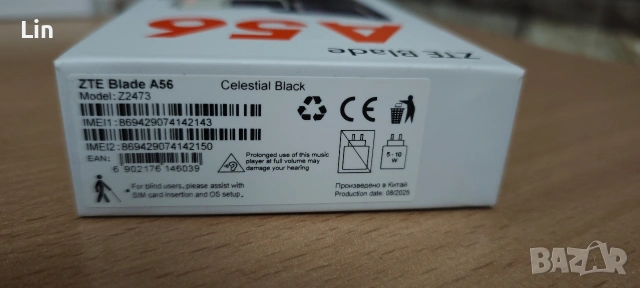 Lin
A56
ZTE Blade
ZTE Blade A56
Celestial Black
Model: Z2473
IMEI1:869429074142143
IMEI2:869429074142150
EAN:
6 902176 146039
Prolonged use of this music
player at full volume may
damage your hearing
5-10
W
For blind users, please assist with
SIM card insertion and OS setup.
Произведено в Китай
Production date: 08/2025
BAZAR